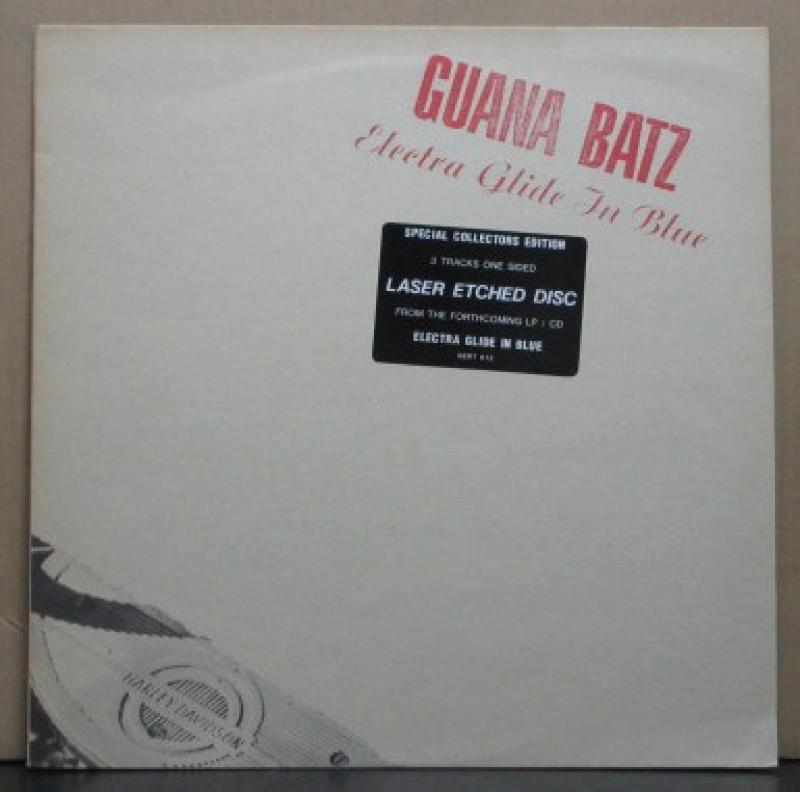 GUANA BATZ
Electra Glide In Blue
SPECIAL COLLECTORS EDITION
3 TRACKS ONE SIDED
LASER ETCHED DISC
FROM THE FORTHCOMING LP / CD
ELECTRA GLIDE IN BLUE
HARLEY-DAVIDSON